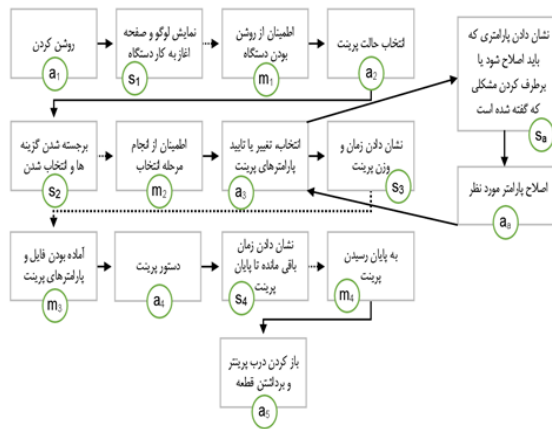 روشن کردن
a1
نمایش لوگو و صفحه
اغاز به کار دستگاه
s1
اطمینان از روشن
بودن دستگاه
m1
انتخاب حالت پرینت
a2
نشان دادن پارامتری که
باید اصلاح شود یا
برطرف کردن مشکلی
که گفته شده است
sa
برجسته شدن گزینه
ها و انتخاب شدن
s2
اطمینان از انجام
مرحله انتخاب
m2
انتخاب، تغییر یا تایید
پارامترهای پرینت
a3
نشان دادن زمان و
وزن پرینت
s3
اصلاح پارامتر مورد نظر
aa
آماده بودن فایل و
پارامترهای پرینت
m3
دستور پرینت
a4
نشان دادن زمان
باقی مانده تا پایان
پرینت
s4
به پایان رسیدن
پرینت
m4
باز کردن درب پرینتر
و برداشتن قطعه
a5